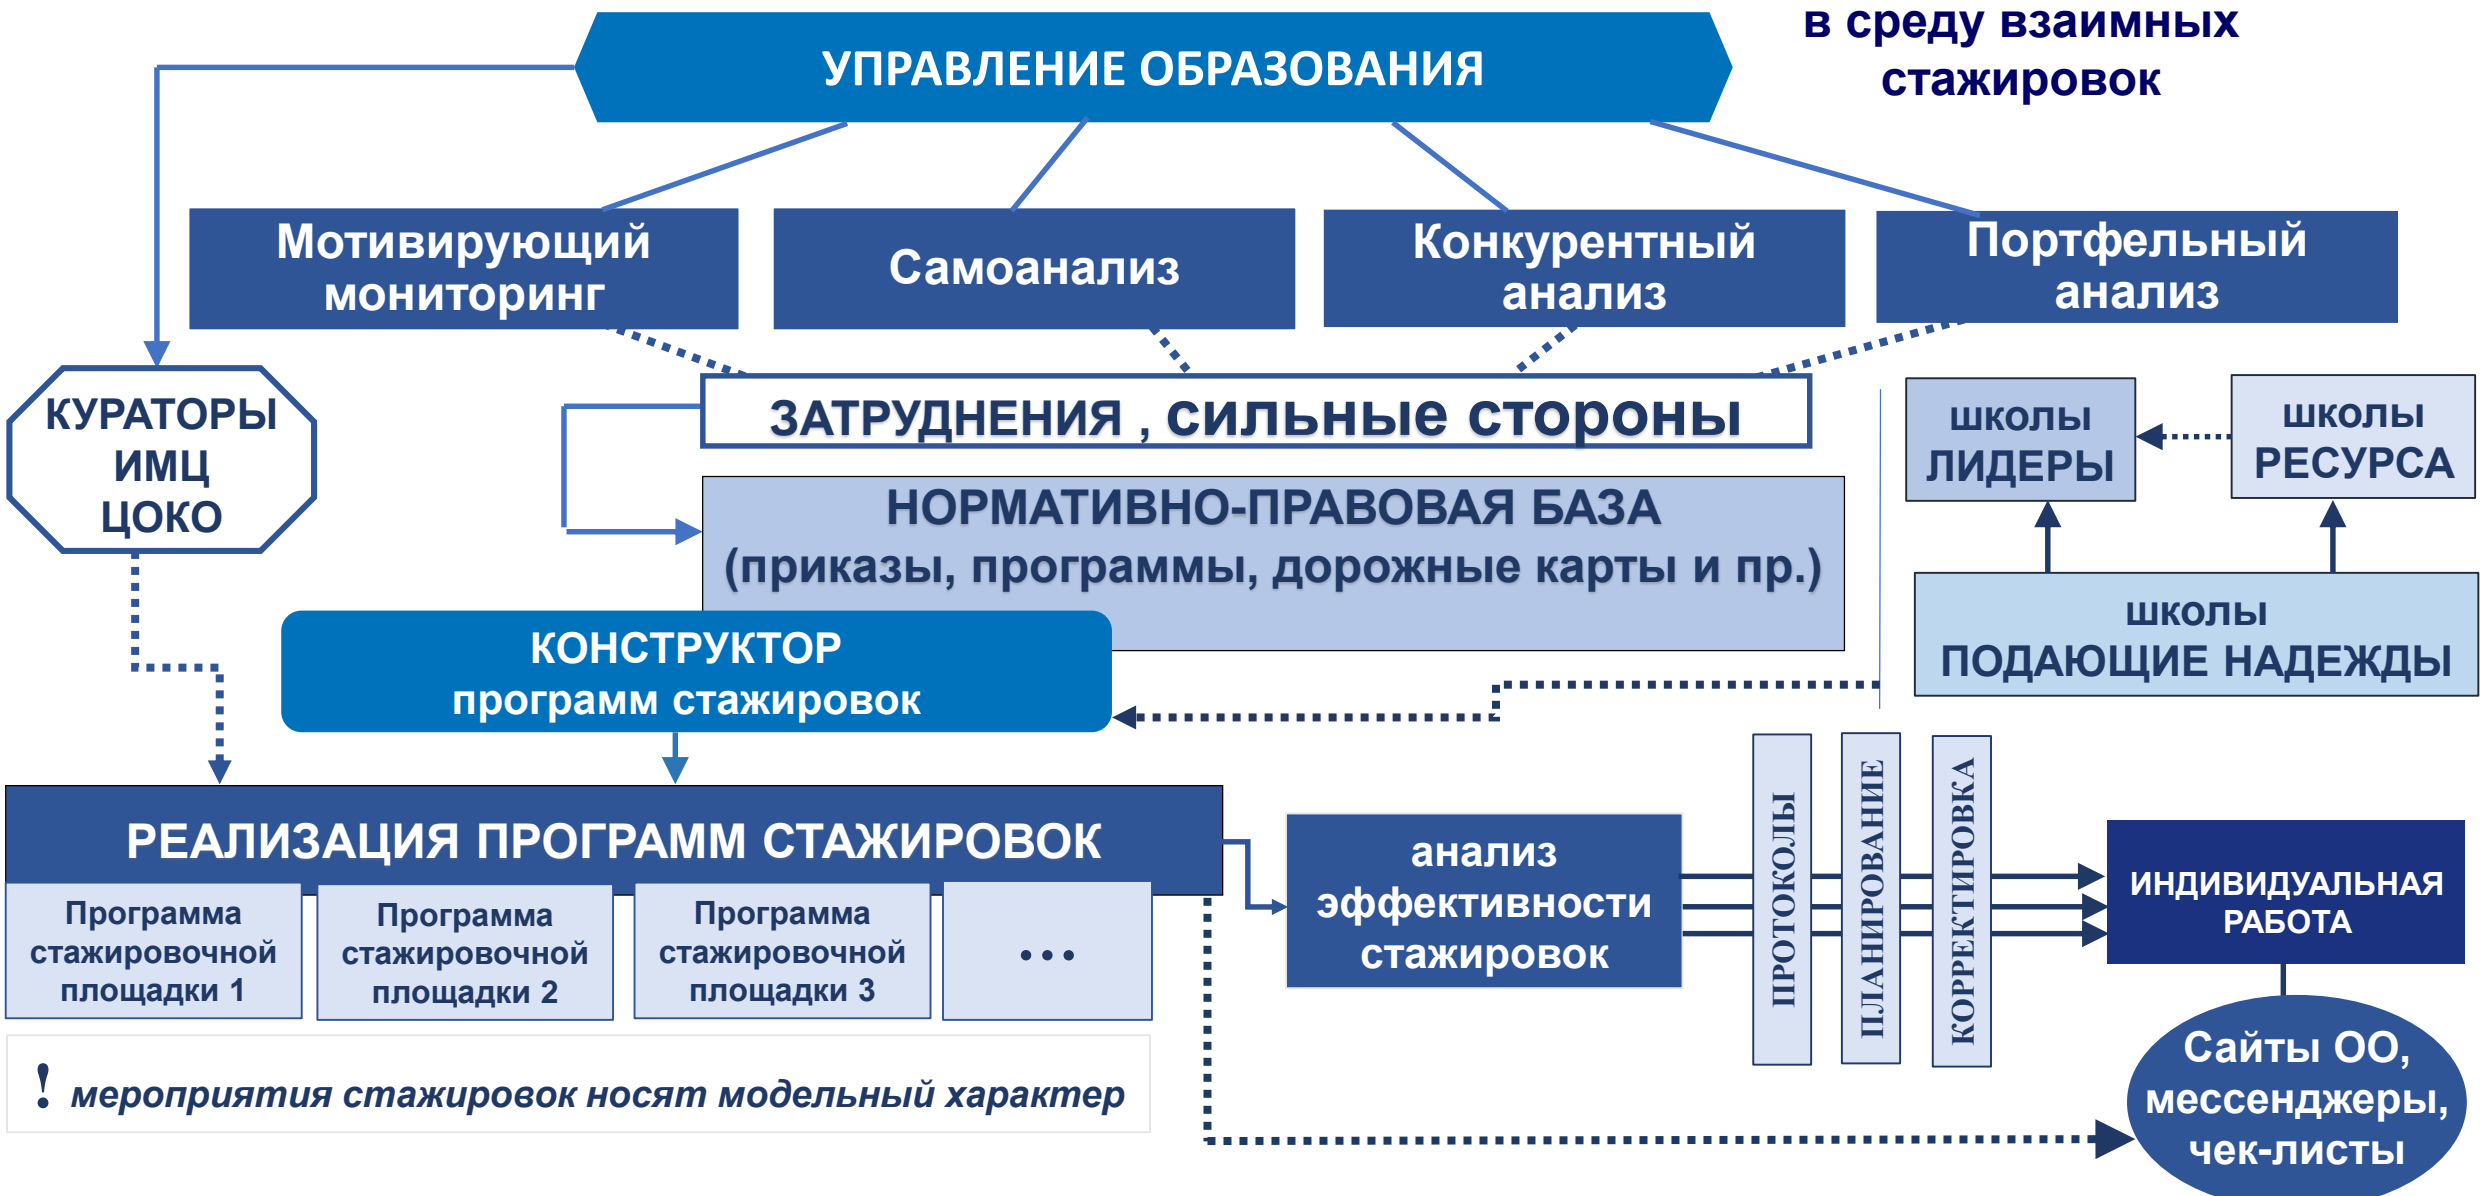 в среду взаимных
стажировок
УПРАВЛЕНИЕ ОБРАЗОВАНИЯ
Мотивирующий
мониторинг
Самоанализ
Конкурентный
анализ
Портфельный
анализ
КУРАТОРЫ
ИМЦ
ЦОКО
ЗАТРУДНЕНИЯ , сильные стороны
НОРМАТИВНО-ПРАВОВАЯ БАЗА
(приказы, программы, дорожные карты и пр.)
школы
ЛИДЕРЫ
школы
РЕСУРСА
школы
ПОДАЮЩИЕ НАДЕЖДЫ
КОНСТРУКТОР
программ стажировок
РЕАЛИЗАЦИЯ ПРОГРАММ СТАЖИРОВОК
Программа
стажировочной
площадки 1
Программа
стажировочной
площадки 2
Программа
стажировочной
площадки 3
...
анализ
эффективности
стажировок
ПРОТОКОЛЫ
ПЛАНИРОВАНИЕ
КОРРЕКТИРОВКА
ИНДИВИДУАЛЬНАЯ
РАБОТА
Сайты ОО,
мессенджеры,
чек-листы
! мероприятия стажировок носят модельный характер